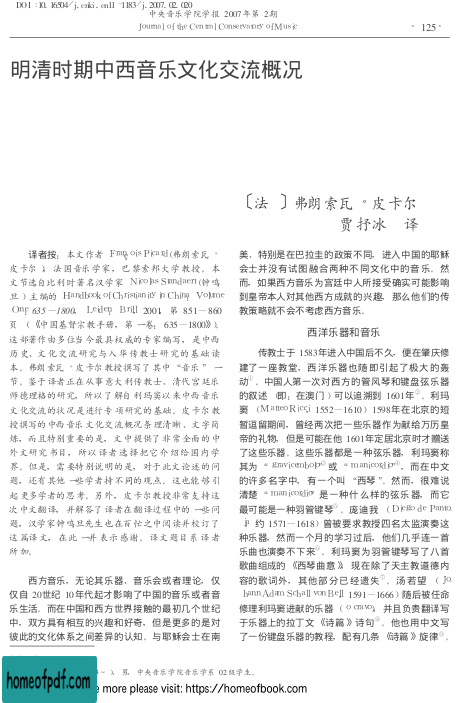 DOI:10.16504/j.cnki.cn11-1183/j.2007.02.020
中央音乐学院学报 2007年第2期
Journal of the Central Conservatory of Music
·125·
明清时期中西音乐文化交流概况
〔法〕弗朗索瓦·皮卡尔
贾抒冰 译
译者按：本文作者 François Picard(弗朗索瓦·
皮卡尔)，法国音乐学家，巴黎索邦大学教授。本
文节选自比利时著名汉学家 Nicolas Standaert(钟鸣
旦)主编的 Handbook of Christianity in China, Volume
One: 635－1800, Leiden, Brill, 2001, 第 851—860
页(《中国基督宗教手册，第一卷，635－1800》)。
这部著作由多位当今最具权威的专家编写，是中西
历史、文化交流研究与入华传教士研究的基础读
本。弗朗索瓦·皮卡尔教授撰写了其中“音乐”一
节。鉴于译者正在从事意大利传教士、清代宫廷乐
师德理格的研究，所以了解自利玛窦以来中西音乐
文化交流的状况是进行专项研究的基础。皮卡尔教
授撰写的中西音乐文化交流概况条理清晰、文字简
炼，而且特别重要的是，文中提供了非常全面的中
外文研究书目，所以译者选择把它介绍给国内学
界。但是，需要特别说明的是，对于此文论述的问
题，还有其他一些学者持不同的观点。这也能够引
起更多学者的思考。另外，皮卡尔教授非常支持这
次中文翻译，并解答了译者在翻译过程中的一些问
题，汉学家钟鸣旦先生也在百忙之中阅读并校订了
这篇译文，在此一并表示感谢。译文题目系译者
所加。
西方音乐，无论其乐器、音乐会或者理论，仅
仅自 20世纪 10年代起才影响了中国的音乐或者音
乐生活。而在中国和西方世界接触的最初几个世纪
中，双方具有相互的兴趣和好奇，但是更多的是对
彼此的文化体系之间差异的认知。与耶稣会士在南
美，特别是在巴拉圭的政策不同，进入中国的耶稣
会士并没有试图融合两种不同文化中的音乐。然
而，如果西方音乐为宫廷中人所接受确实可能影响
到皇帝本人对其他西方成就的兴趣，那么他们的传
教策略就不会不考虑西方音乐。
西洋乐器和音乐
传教士于 1583年进入中国后不久，便在肇庆修
建了一座教堂，西洋乐器也随即引起了极大的轰
动。中国人第一次对西方的管风琴和键盘弦乐器
的叙述(即：在澳门)可以追溯到 1601年。利玛
窦 (Matteo Ricci, 1552－1610) 1598年在北京的短
暂逗留期间，曾经两次把一些乐器作为献给万历皇
帝的礼物，但是可能在他 1601年定居北京时才赠送
了这些乐器。这些乐器都是一种弦乐器，利玛窦称
其为“gravicembolo”或“manicordio”，而在中文
的许多名字中，有一个叫“西琴”。然而，很难说
清楚“manicordio”是一种什么样的弦乐器，而它
最可能是一种羽管键琴。庞迪我 (Diego de Panto-
ja, 约 1571－1618) 曾被要求教授四名太监演奏这
种乐器，然而一个月的学习过后，他们几乎连一首
乐曲也演奏不下来。利玛窦为羽管键琴写了八首
歌曲组成的《西琴曲意》，现在除了天主教道德内
容的歌词外，其他部分已经遗失。汤若望 (Jo-
hann Adam Schall von Bell, 1591－1666) 随后被任命
修理利玛窦进献的乐器 (o cravo)，并且负责翻译写
于乐器上的拉丁文《诗篇》诗句。他也用中文写
了一份键盘乐器的教程，配有几条《诗篇》旋律。
～ )，男，中央音乐学院音乐学系 02级学生。
homeofpdf.com
e more please visit: https://homeofbook.com